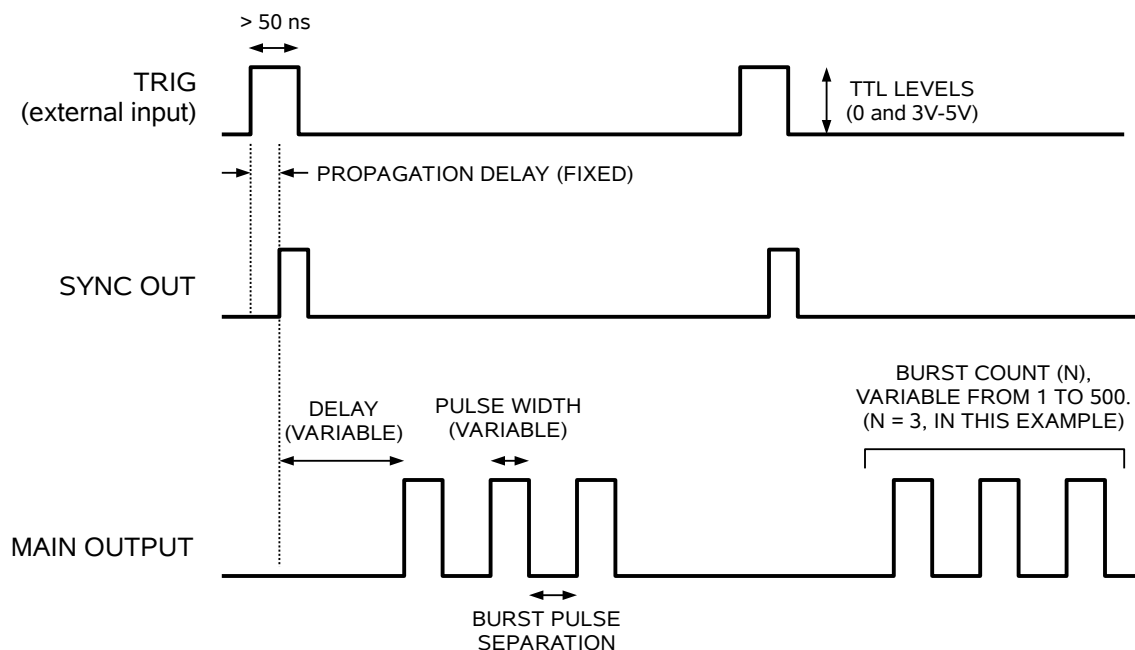 > 50 ns
TRIG
(external input)
TTL LEVELS
(0 and 3V-5V)
PROPAGATION DELAY (FIXED)
SYNC OUT
BURST COUNT (N),
VARIABLE FROM 1 TO 500.
(N = 3, IN THIS EXAMPLE)
DELAY
(VARIABLE)
PULSE WIDTH
(VARIABLE)
MAIN OUTPUT
BURST PULSE
SEPARATION